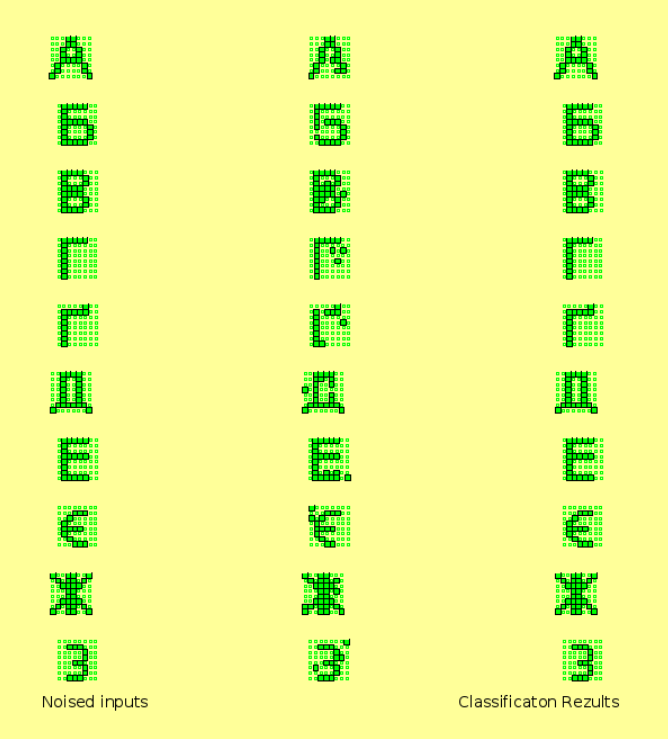 А А А
Б Б Б
В В В
Г Г Г
Ґ Ґ Ґ
Д Д Д
Е Е Е
Є Є Є
Ж Ж Ж
З З З
Noised inputs Classificaton Rezults